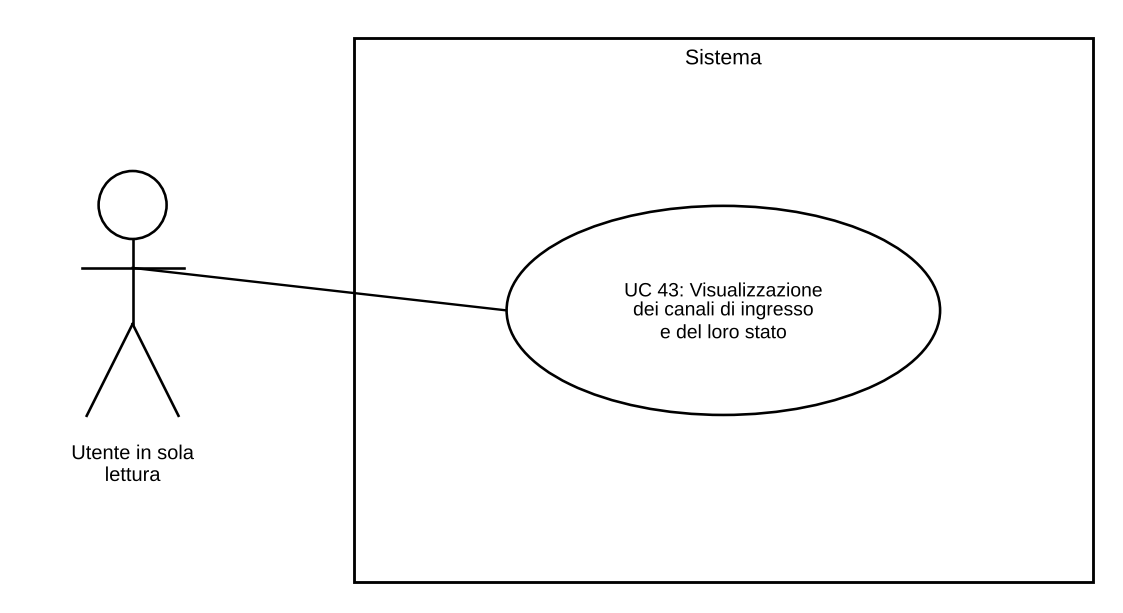 Sistema
UC 43: Visualizzazione
dei canali di ingresso
e del loro stato
Utente in sola
lettura